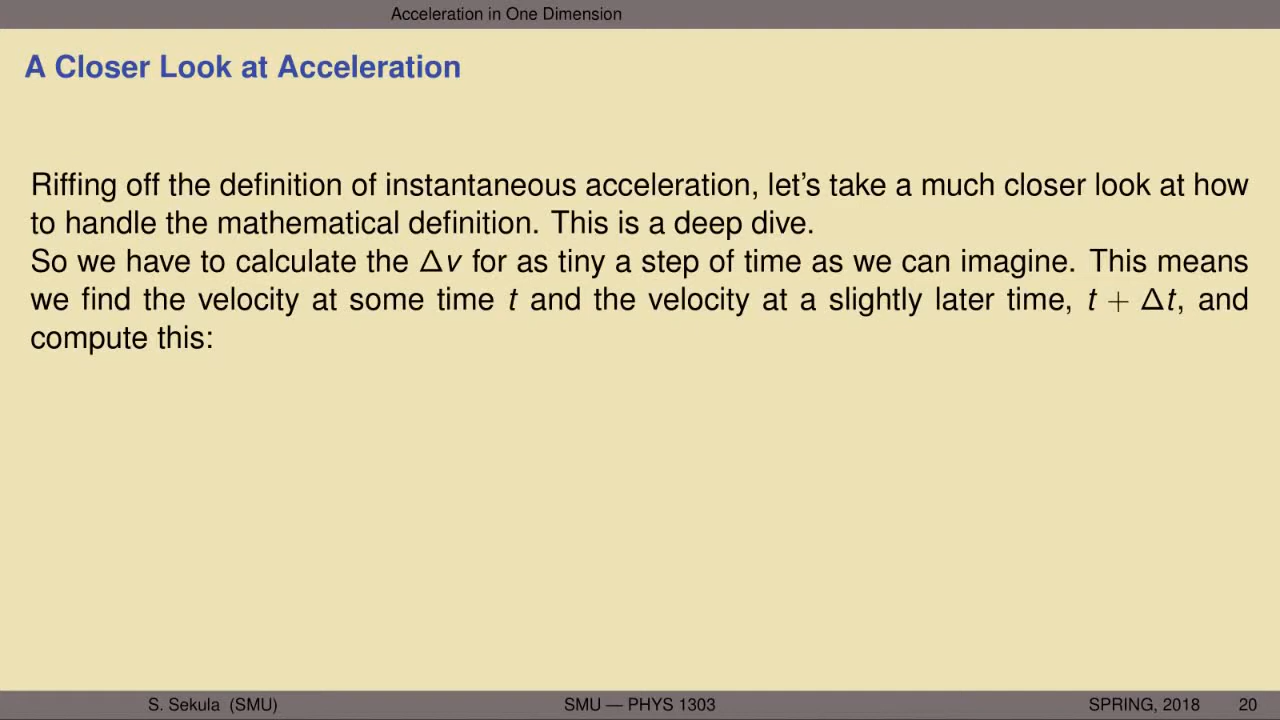 Acceleration in One Dimension
A Closer Look at Acceleration
Riffing off the definition of instantaneous acceleration, let's take a much closer look at how
to handle the mathematical definition. This is a deep dive.
So we have to calculate the Δv for as tiny a step of time as we can imagine. This means
we find the velocity at some time t and the velocity at a slightly later time, t + Δt, and
compute this:
S. Sekula (SMU) SMU — PHYS 1303 SPRING, 2018 20